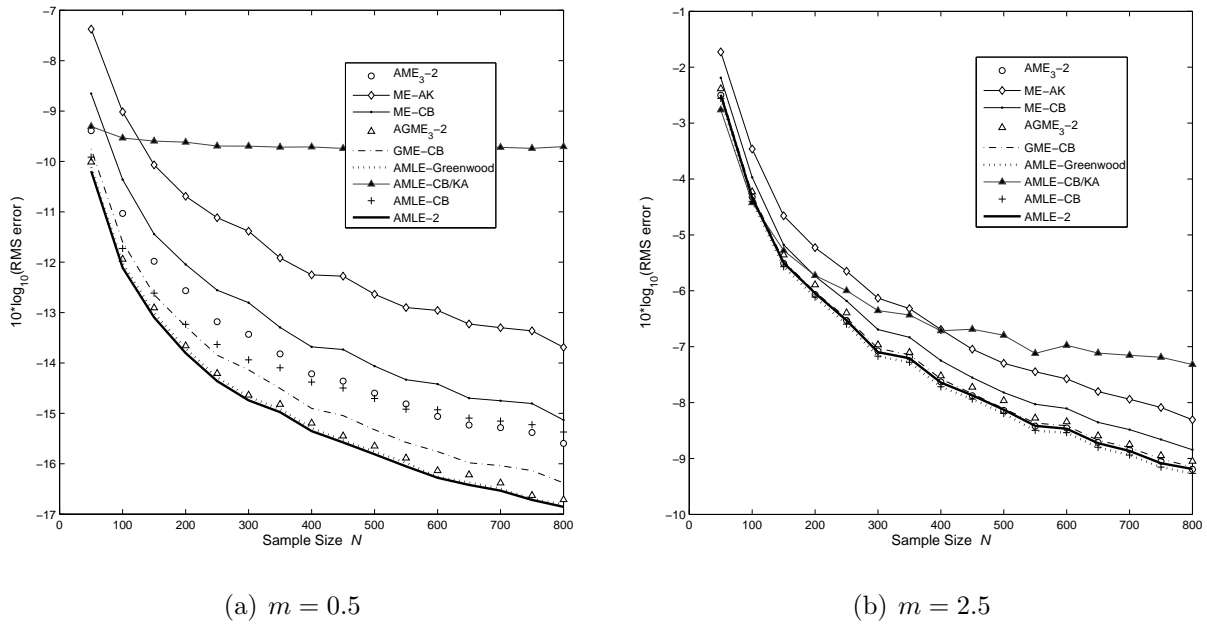 −7
−8
−9
−10
−11
−12
−13
−14
−15
−16
−17
10*log10(RMS error )
0 100 200 300 400 500 600 700 800
Sample Size N
AME3−2
ME−AK
ME−CB
AGME3−2
GME−CB
AMLE−Greenwood
AMLE−CB/KA
AMLE−CB
AMLE−2
(a) m = 0.5
−1
−2
−3
−4
−5
−6
−7
−8
−9
−10
10*log10(RMS error )
0 100 200 300 400 500 600 700 800
Sample Size N
AME3−2
ME−AK
ME−CB
AGME3−2
GME−CB
AMLE−Greenwood
AMLE−CB/KA
AMLE−CB
AMLE−2
(b) m = 2.5